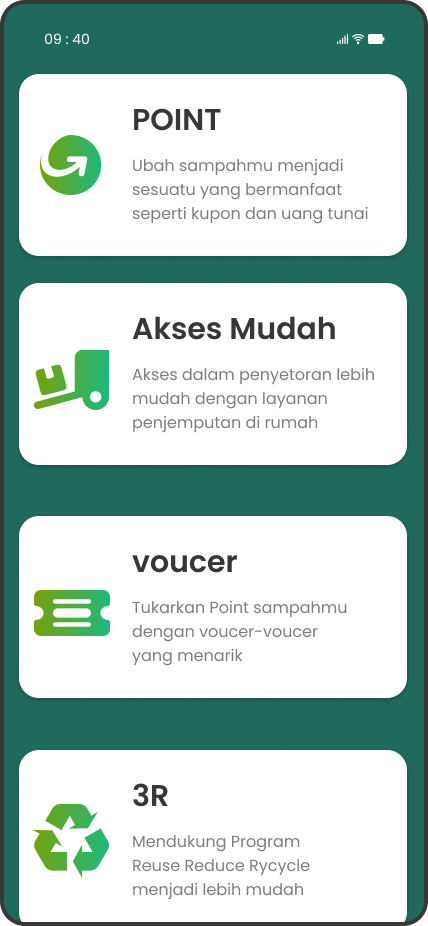 09 : 40
POINT
Ubah sampahmu menjadi
sesuatu yang bermanfaat
seperti kupon dan uang tunai
Akses Mudah
Akses dalam penyetoran lebih
mudah dengan layanan
penjemputan di rumah
voucer
Tukarkan Point sampahmu
dengan voucer-voucer
yang menarik
3R
Mendukung Program
Reuse Reduce Rycycle
menjadi lebih mudah